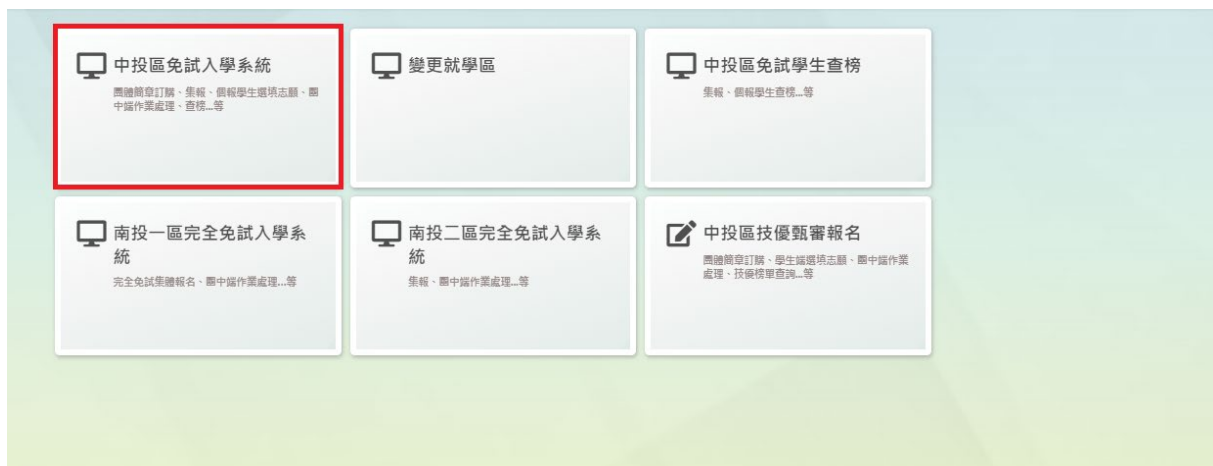 中投區免試入學系統
團體簡章訂購、集報、個報學生選填志願、國
中端作業處理、查榜...等
變更就學區
中投區免試學生查榜
集報、個報學生查榜...等
南投一區完全免試入學系
統
完全免試集體報名、國中端作業處理...等
南投二區完全免試入學系
統
集報、國中端作業處理...等
中投區技優甄審報名
團體簡章訂購、學生端選填志願、國中端作業
處理、技優榜單查詢...等